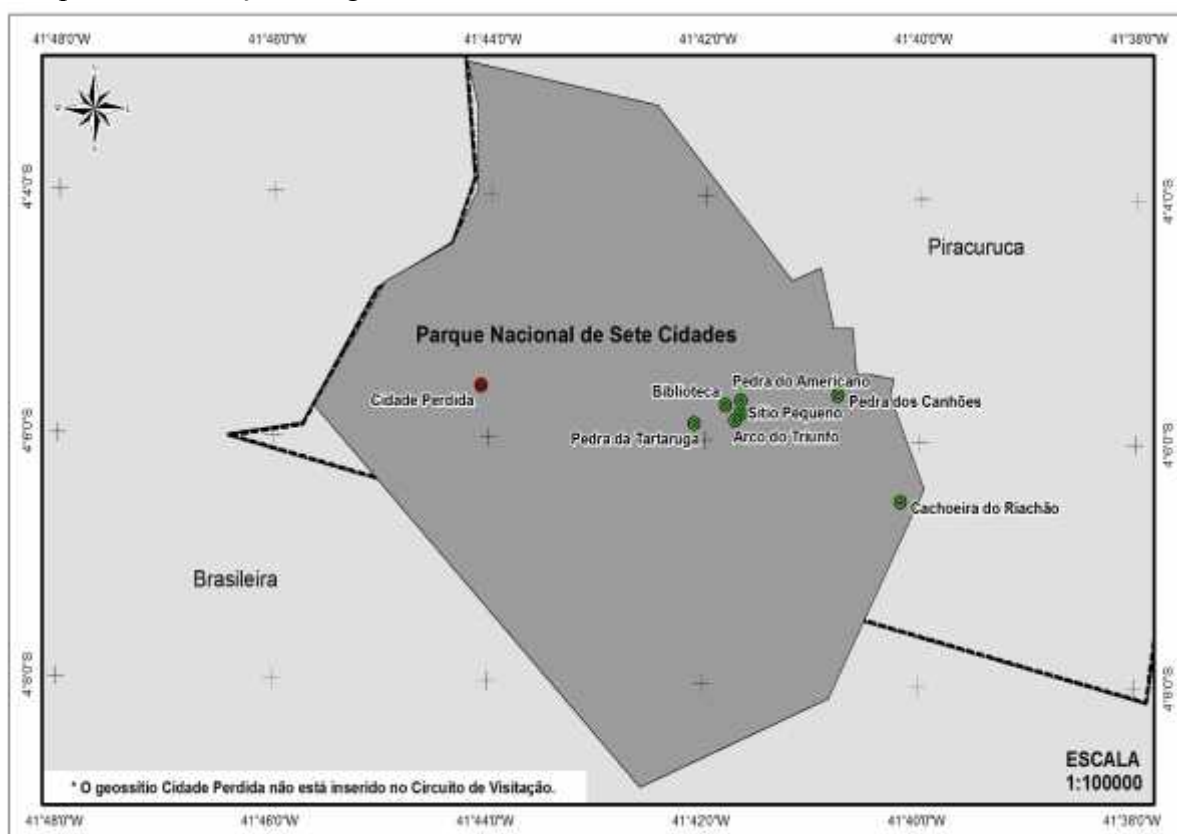 41°48'0"W 41°46'0"W 41°44'0"W 41°42'0"W 41°40'0"W 41°38'0"W
4°4'0"S 4°4'0"S
Piracuruca
Parque Nacional de Sete Cidades
Pedra do Americano
Biblioteca
Cidade Perdida
Pedra dos Canhões
Sítio Pequeno
Pedra da Tartaruga
Arco do Triunfo
4°6'0"S 4°6'0"S
Cachoeira do Riachão
Brasileira
4°8'0"S 4°8'0"S
ESCALA
1:100000
* O geossítio Cidade Perdida não está inserido no Circuito de Visitação.
41°48'0"W 41°46'0"W 41°44'0"W 41°42'0"W 41°40'0"W 41°38'0"W